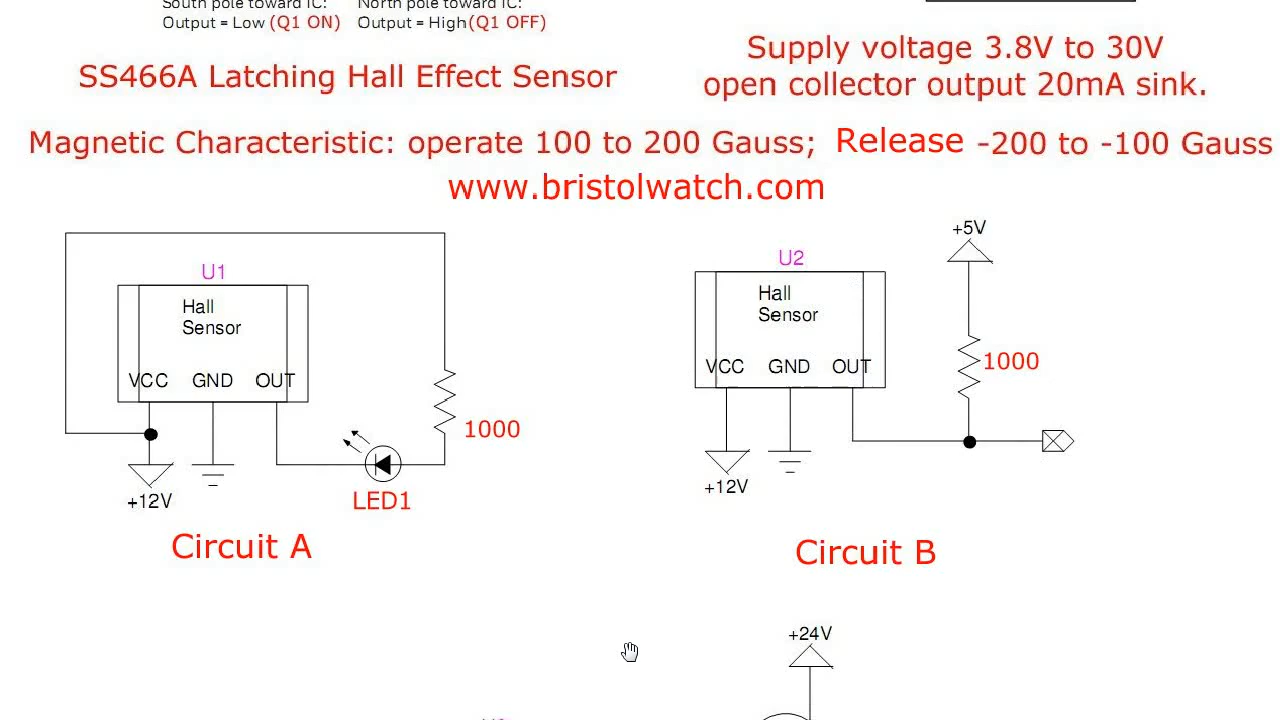 South pole toward IC:
North pole toward IC:
Output = Low (Q1 ON)
Output = High(Q1 OFF)
SS466A Latching Hall Effect Sensor
Supply voltage 3.8V to 30V
open collector output 20mA sink.
Magnetic Characteristic: operate 100 to 200 Gauss; Release -200 to -100 Gauss
www.bristolwatch.com
U1
Hall
Sensor
VCC GND OUT
1000
+12V
LED1
Circuit A
+5V
U2
Hall
Sensor
VCC GND OUT
1000
+12V
Circuit B
+24V